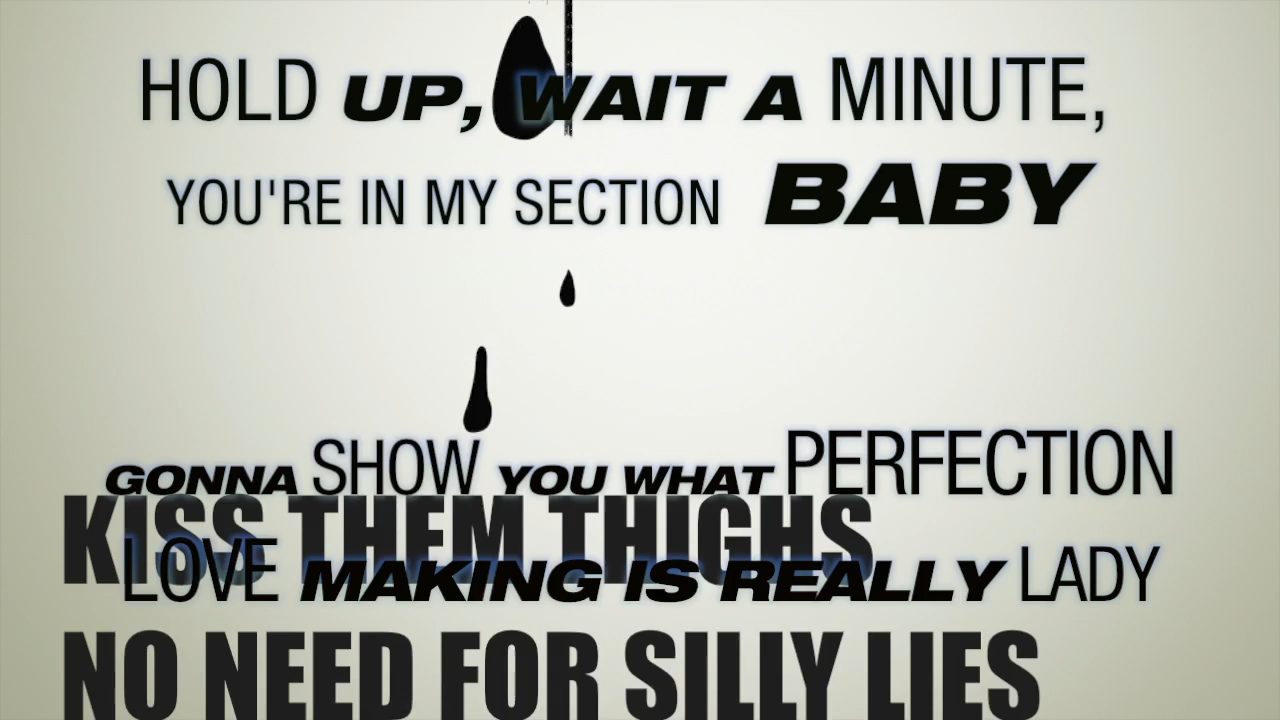 HOLD UP, WAIT A MINUTE,
YOU'RE IN MY SECTION BABY
GONNA SHOW YOU WHAT PERFECTION
KISS THEM THIGHS
LOVE MAKING IS REALLY LADY
NO NEED FOR SILLY LIES